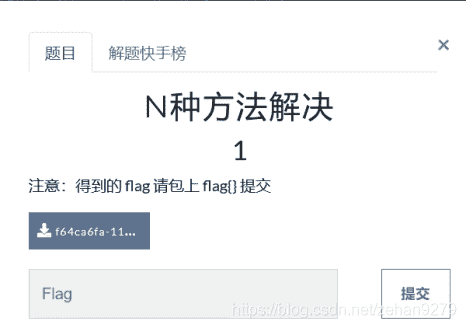 题目 解题快手榜 ×
N种方法解决
1
注意：得到的 flag 请包上 flag{} 提交
f64ca6fa-11...
Flag 提交
https://blog.csdn.net/zehan9279